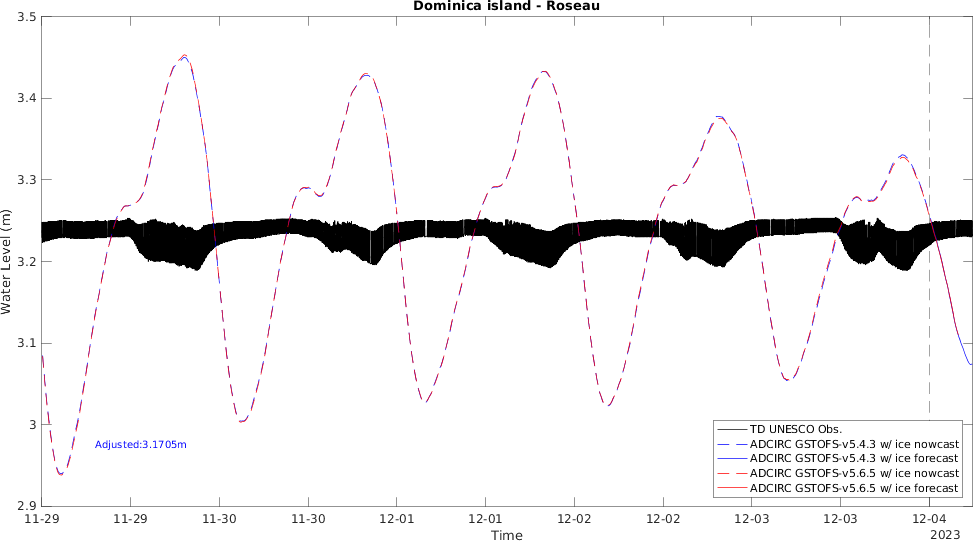 Dominica island - Roseau
3.5
3.4
3.3
3.2
3.1
3
2.9
Water Level (m)
Adjusted:3.1705m
TD UNESCO Obs.
ADCIRC GSTOFS-v5.4.3 w/ ice nowcast
ADCIRC GSTOFS-v5.4.3 w/ ice forecast
ADCIRC GSTOFS-v5.6.5 w/ ice nowcast
ADCIRC GSTOFS-v5.6.5 w/ ice forecast
11-29 11-29 11-30 11-30 12-01 12-01 12-02 12-02 12-03 12-03 12-04
Time
2023